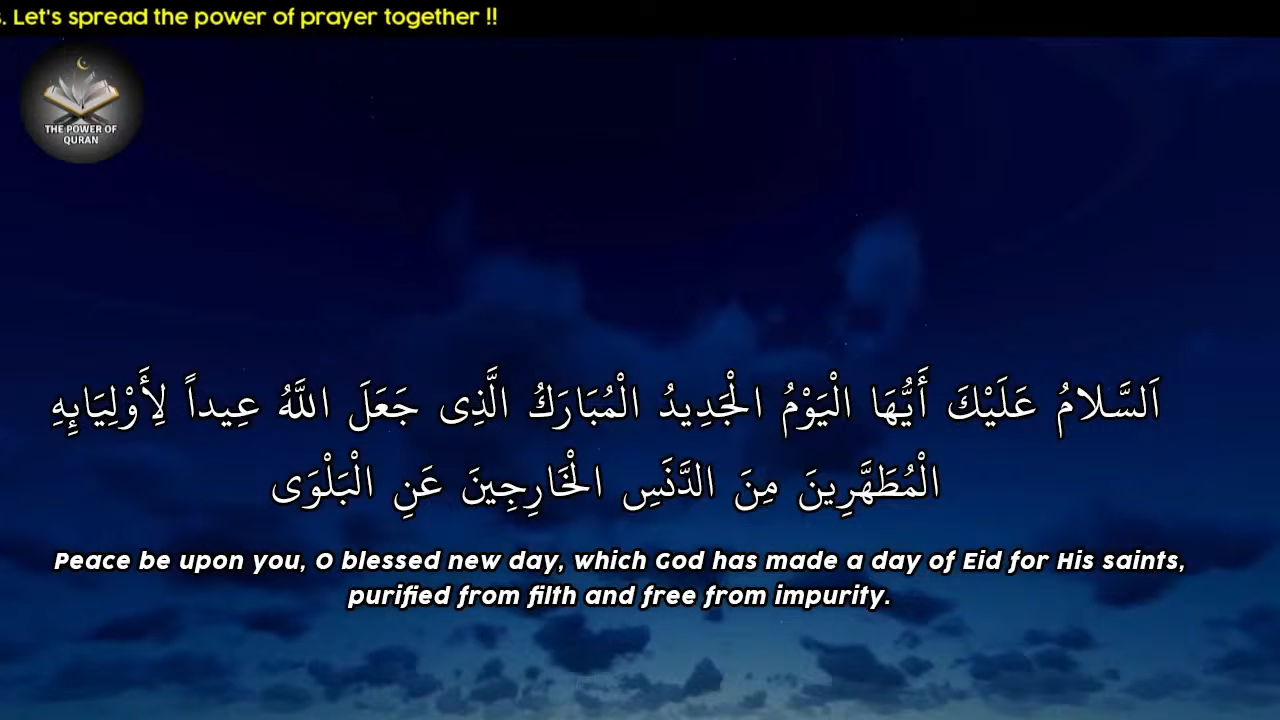 s. Let's spread the power of prayer together !!
THE POWER OF
QURAN
اَلسَّلامُ عَلَيْكَ أَيُّهَا الْيَوْمُ الْجَدِيدُ الْمُبَارَكُ الَّذِى جَعَلَ اللَّهُ عِيداً لِأَوْلِيَايِهِ
الْمُطَهَّرِينَ مِنَ الدَّنَسِ الْخَارِجِينَ عَنِ الْبَلْوَى
Peace be upon you, O blessed new day, which God has made a day of Eid for His saints,
purified from filth and free from impurity.